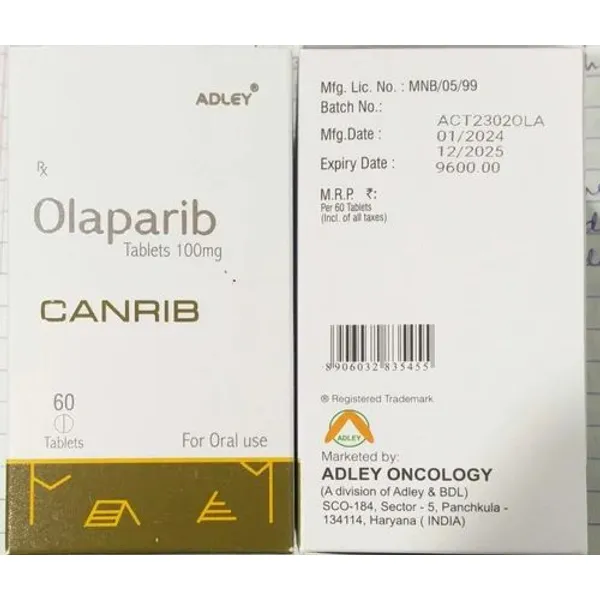 ADLEY®
Rx
Olaparib
Tablets 100mg
CANRIB
60
Tablets
For Oral use
Mfg. Lic. No. : MNB/05/99
Batch No.:
ACT2302OLA
Mfg.Date :
01/2024
12/2025
Expiry Date :
9600.00
M.R.P. ₹:
Per 60 Tablets
(Incl. of all taxes)
8906032835455
® Registered Trademark
ADLEY
Marketed by:
ADLEY ONCOLOGY
(A division of Adley & BDL)
SCO-184, Sector - 5, Panchkula -
134114, Haryana ( INDIA)